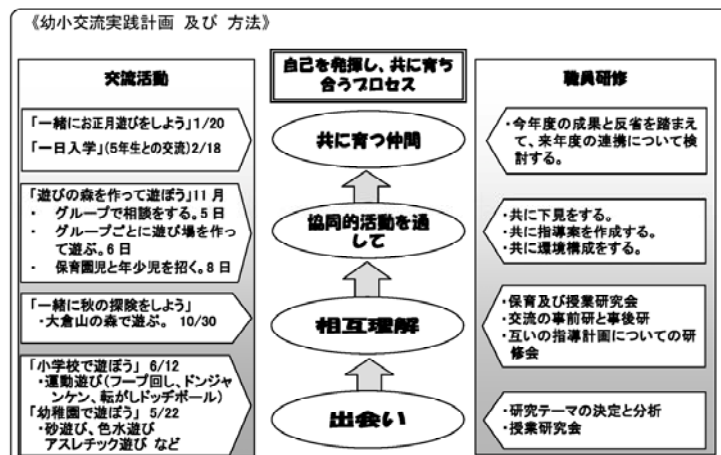 《幼小交流実践計画 及び 方法》
交流活動
「一緒にお正月遊びをしよう」1/20
「一日入学」(5年生との交流)2/18
「遊びの森を作って遊ぼう」11月
・ グループで相談をする。5日
・ グループごとに遊び場を作っ
て遊ぶ。6日
・ 保育園児と年少児を招く。8日
「一緒に秋の探険をしよう」
・大倉山の森で遊ぶ。 10/30
「小学校で遊ぼう」 6/12
・運動遊び(フープ回し、ドンジャ
ンケン、転がしドッヂボール)
「幼稚園で遊ぼう」 5/22
・砂遊び、色水遊び
アスレチック遊び など
自己を発揮し、共に育ち
合うプロセス
共に育つ仲間
協同的活動を通
して
相互理解
出会い
職員研修
・今年度の成果と反省を踏まえ
て、来年度の連携について検
討する。
・共に下見をする。
・共に指導案を作成する。
・共に環境構成をする。
・保育及び授業研究会
・交流の事前研と事後研
・互いの指導計画についての研
修会
・研究テーマの決定と分析
・授業研究会